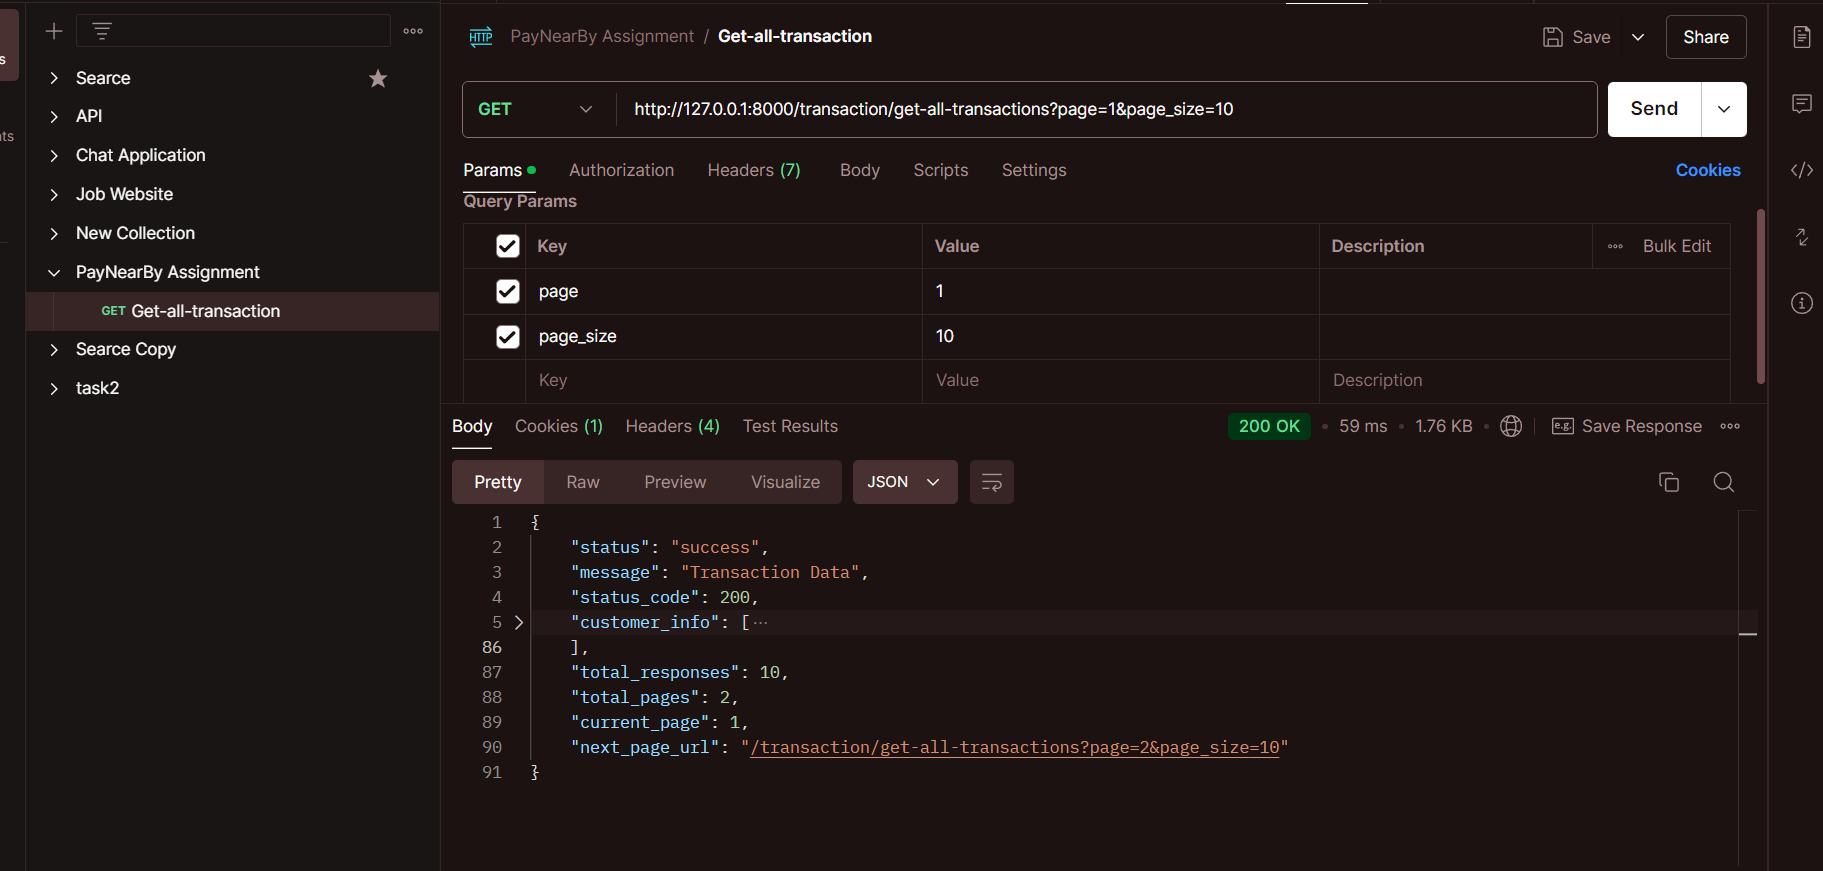 s
nts
Searce
API
Chat Application
Job Website
New Collection
PayNearBy Assignment
GET Get-all-transaction
Searce Copy
task2
HTTP PayNearBy Assignment / Get-all-transaction
Save
Share
GET
http://127.0.0.1:8000/transaction/get-all-transactions?page=1&page_size=10
Send
Params Authorization Headers (7) Body Scripts Settings
Cookies
Query Params
Key Value Description Bulk Edit
page 1
page_size 10
Key Value Description
Body Cookies (1) Headers (4) Test Results
200 OK • 59 ms • 1.76 KB • e.g. Save Response
Pretty Raw Preview Visualize JSON
1 {
2 "status": "success",
3 "message": "Transaction Data",
4 "status_code": 200,
5 "customer_info": [···
86 ],
87 "total_responses": 10,
88 "total_pages": 2,
89 "current_page": 1,
90 "next_page_url": "/transaction/get-all-transactions?page=2&page_size=10"
91 }